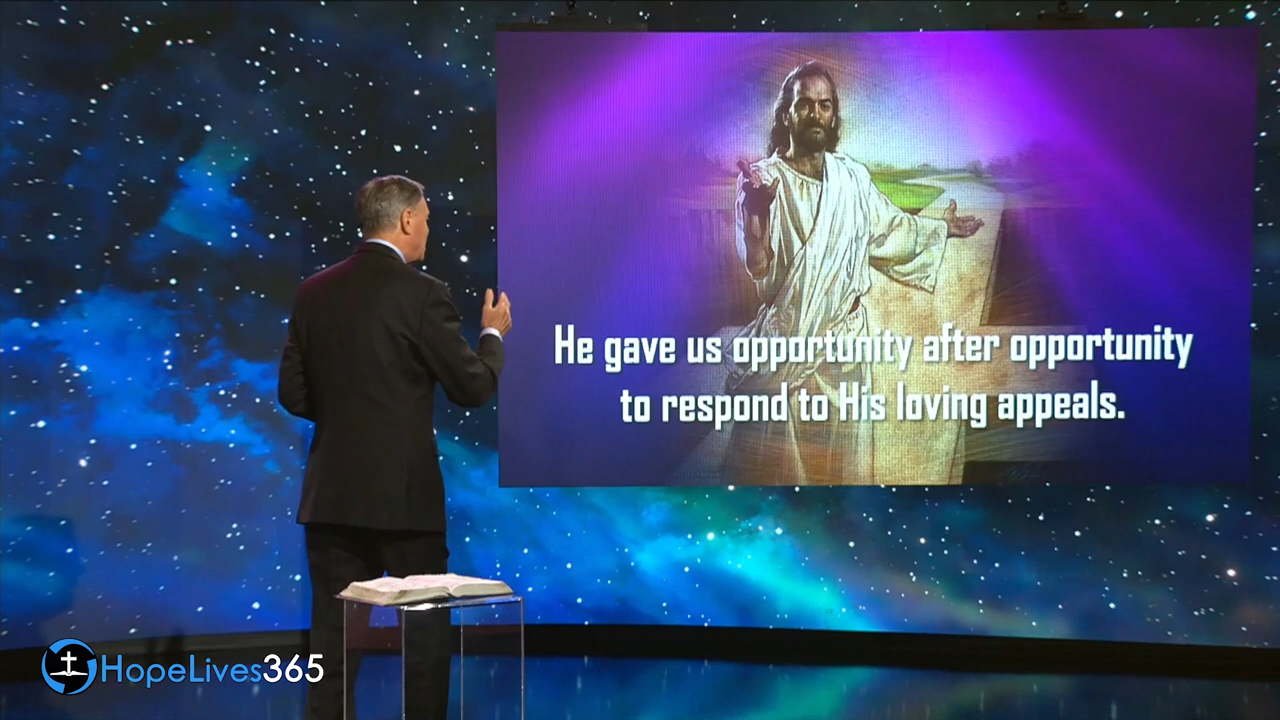 He gave us opportunity after opportunity
to respond to His loving appeals.
HopeLives365